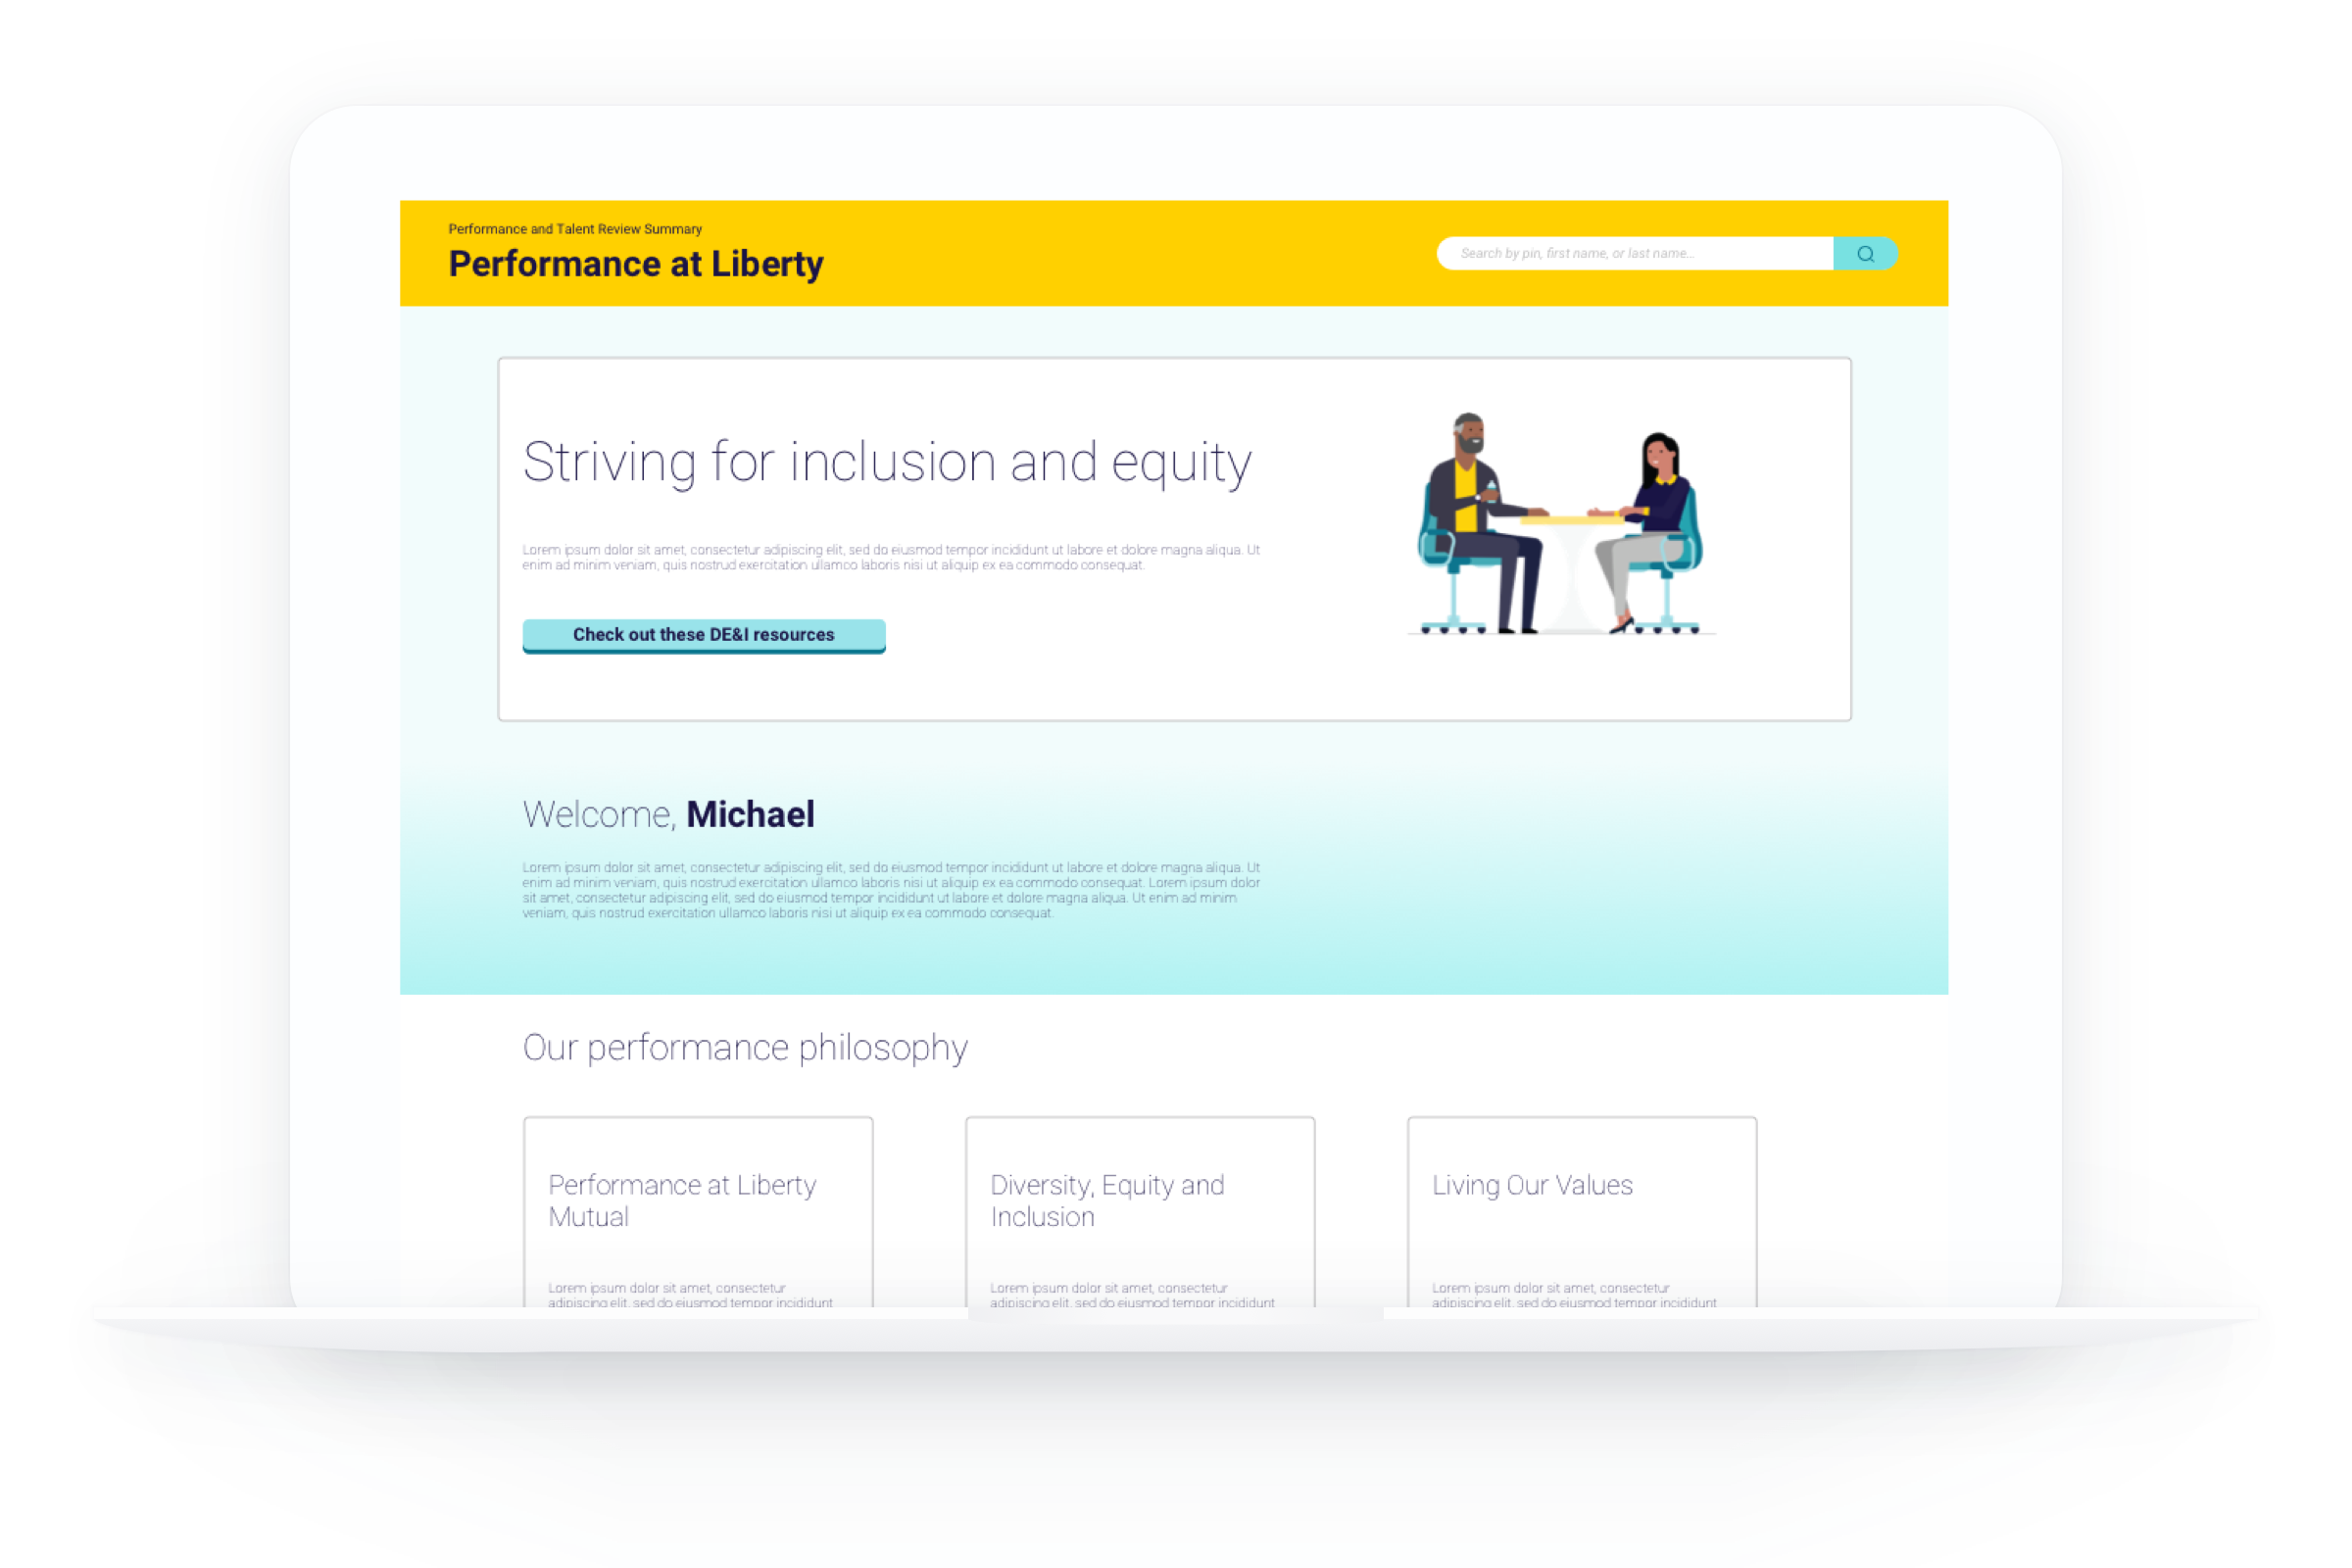 Performance and Talent Review Summary
Performance at Liberty
Search by pin, first name, or last name...
Striving for inclusion and equity
Lorem ipsum dolor sit amet, consectetur adipiscing elit, sed do eiusmod tempor incididunt ut labore et dolore magna aliqua. Ut
enim ad minim veniam, quis nostrud exercitation ullamco laboris nisi ut aliquip ex ea commodo consequat.
Check out these DE&I resources
Welcome, Michael
Lorem ipsum dolor sit amet, consectetur adipiscing elit, sed do eiusmod tempor incididunt ut labore et dolore magna aliqua. Ut
enim ad minim veniam, quis nostrud exercitation ullamco laboris nisi ut aliquip ex ea commodo consequat. Lorem ipsum dolor
sit amet, consectetur adipiscing elit, sed do eiusmod tempor incididunt ut labore et dolore magna aliqua. Ut enim ad minim
veniam, quis nostrud exercitation ullamco laboris nisi ut aliquip ex ea commodo consequat.
Our performance philosophy
Performance at Liberty
Mutual
Lorem ipsum dolor sit amet, consectetur
adipiscing elit, sed do eiusmod tempor incididunt
Diversity, Equity and
Inclusion
Lorem ipsum dolor sit amet, consectetur
adipiscing elit, sed do eiusmod tempor incididunt
Living Our Values
Lorem ipsum dolor sit amet, consectetur
adipiscing elit, sed do eiusmod tempor incididunt